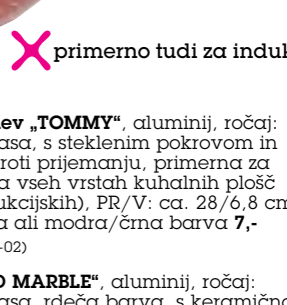 primerno tudi za induk
ev „TOMMY“, aluminij, ročaj:
asa, s steklenim pokrovom in
roti prijemanju, primerna za
a vseh vrstah kuhalnih plošč
ukcijskih), PR/V: ca. 28/6,8 cm
a ali modra/črna barva 7,-
-02)
O MARBLE“, aluminij, ročaj:
asa, rdeča barva, s keramično